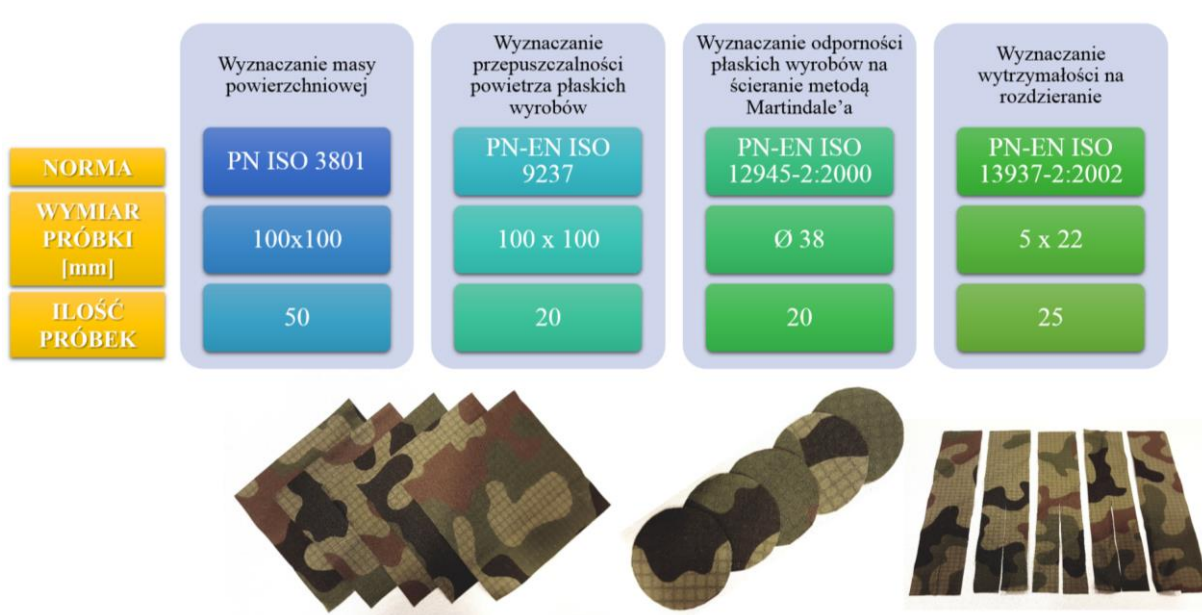 Wyznaczanie masy
powierzchniowej
Wyznaczanie
przepuszczalności
powietrza płaskich
wyrobów
Wyznaczanie odporności
płaskich wyrobów na
ścieranie metodą
Martindale’a
Wyznaczanie
wytrzymałości na
rozdzieranie
NORMA
PN ISO 3801
PN-EN ISO
9237
PN-EN ISO
12945-2:2000
PN-EN ISO
13937-2:2002
WYMIAR
PRÓBKI
[mm]
100x100
100 x 100
Ø 38
5 x 22
ILOŚĆ
PRÓBEK
50
20
20
25